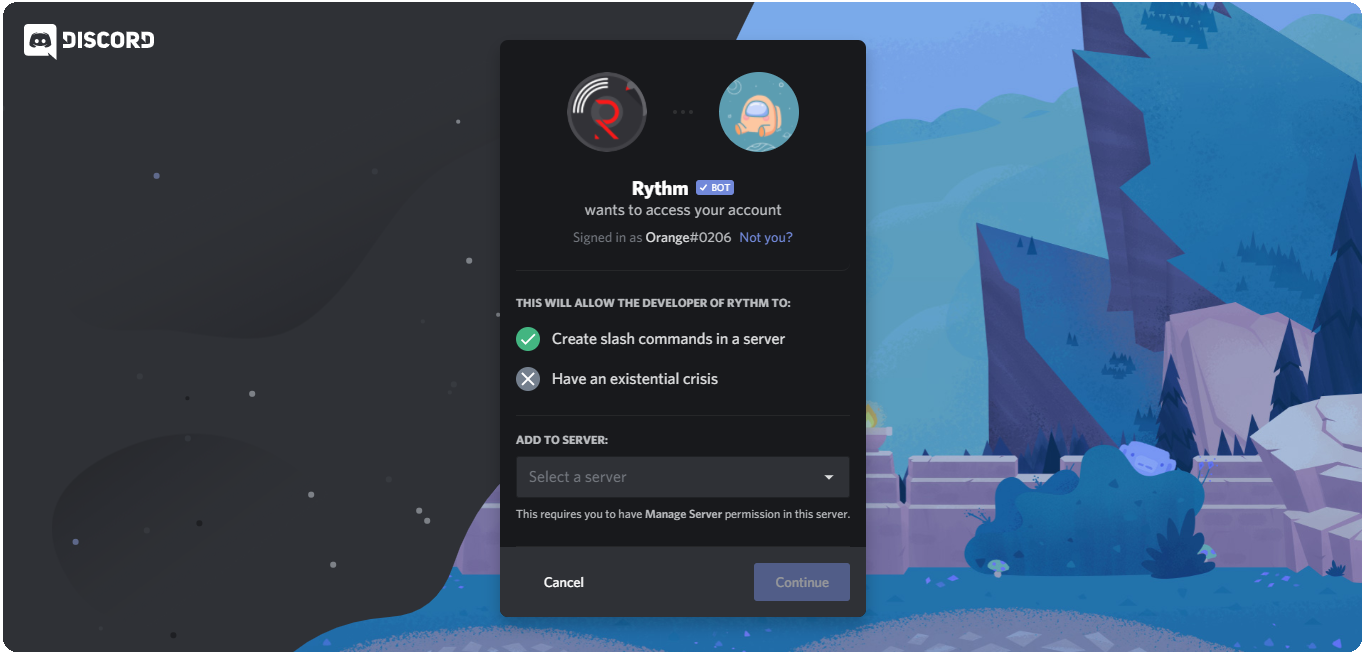 DISCORD
Rythm BOT
wants to access your account
Signed in as Orange#0206 Not you?
THIS WILL ALLOW THE DEVELOPER OF RYTHM TO:
Create slash commands in a server
Have an existential crisis
ADD TO SERVER:
Select a server
This requires you to have Manage Server permission in this server.
Cancel
Continue